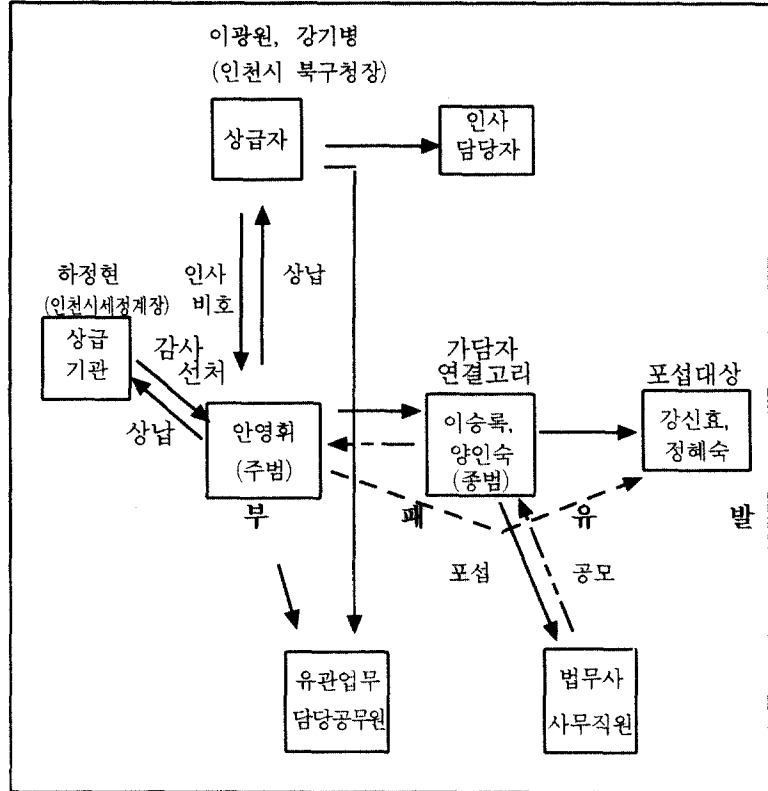 이광원, 강기병
(인천시 북구청장)
상급자
인사
담당자
하정현
(인천시세정계장)
인사
비호
상납
상급
기관
감사
선처
상납
가담자
연결고리
포섭대상
안영휘
(주범)
이승록,
양인숙
(종범)
강신효,
정혜숙
부 패 유 발
포섭
공모
유관업무
담당공무원
법무사
사무직원